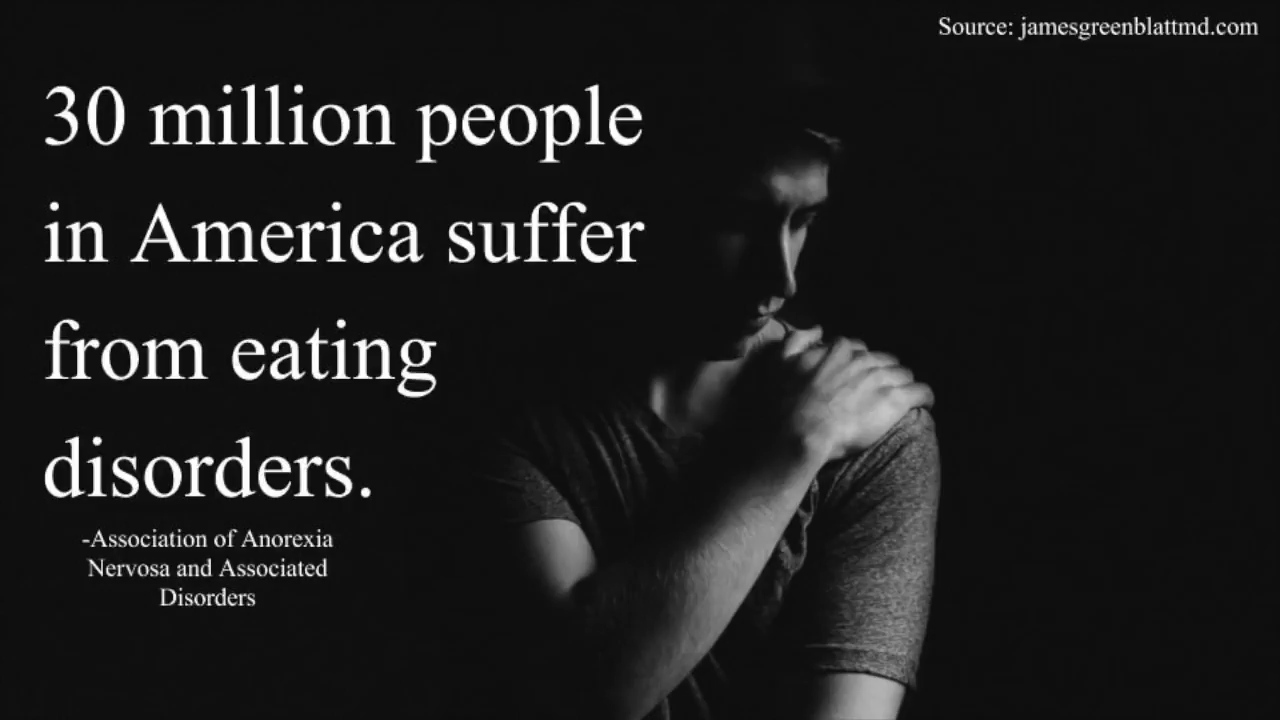 Source: jamesgreenblattmd.com
30 million people
in America suffer
from eating
disorders.
-Association of Anorexia
Nervosa and Associated
Disorders